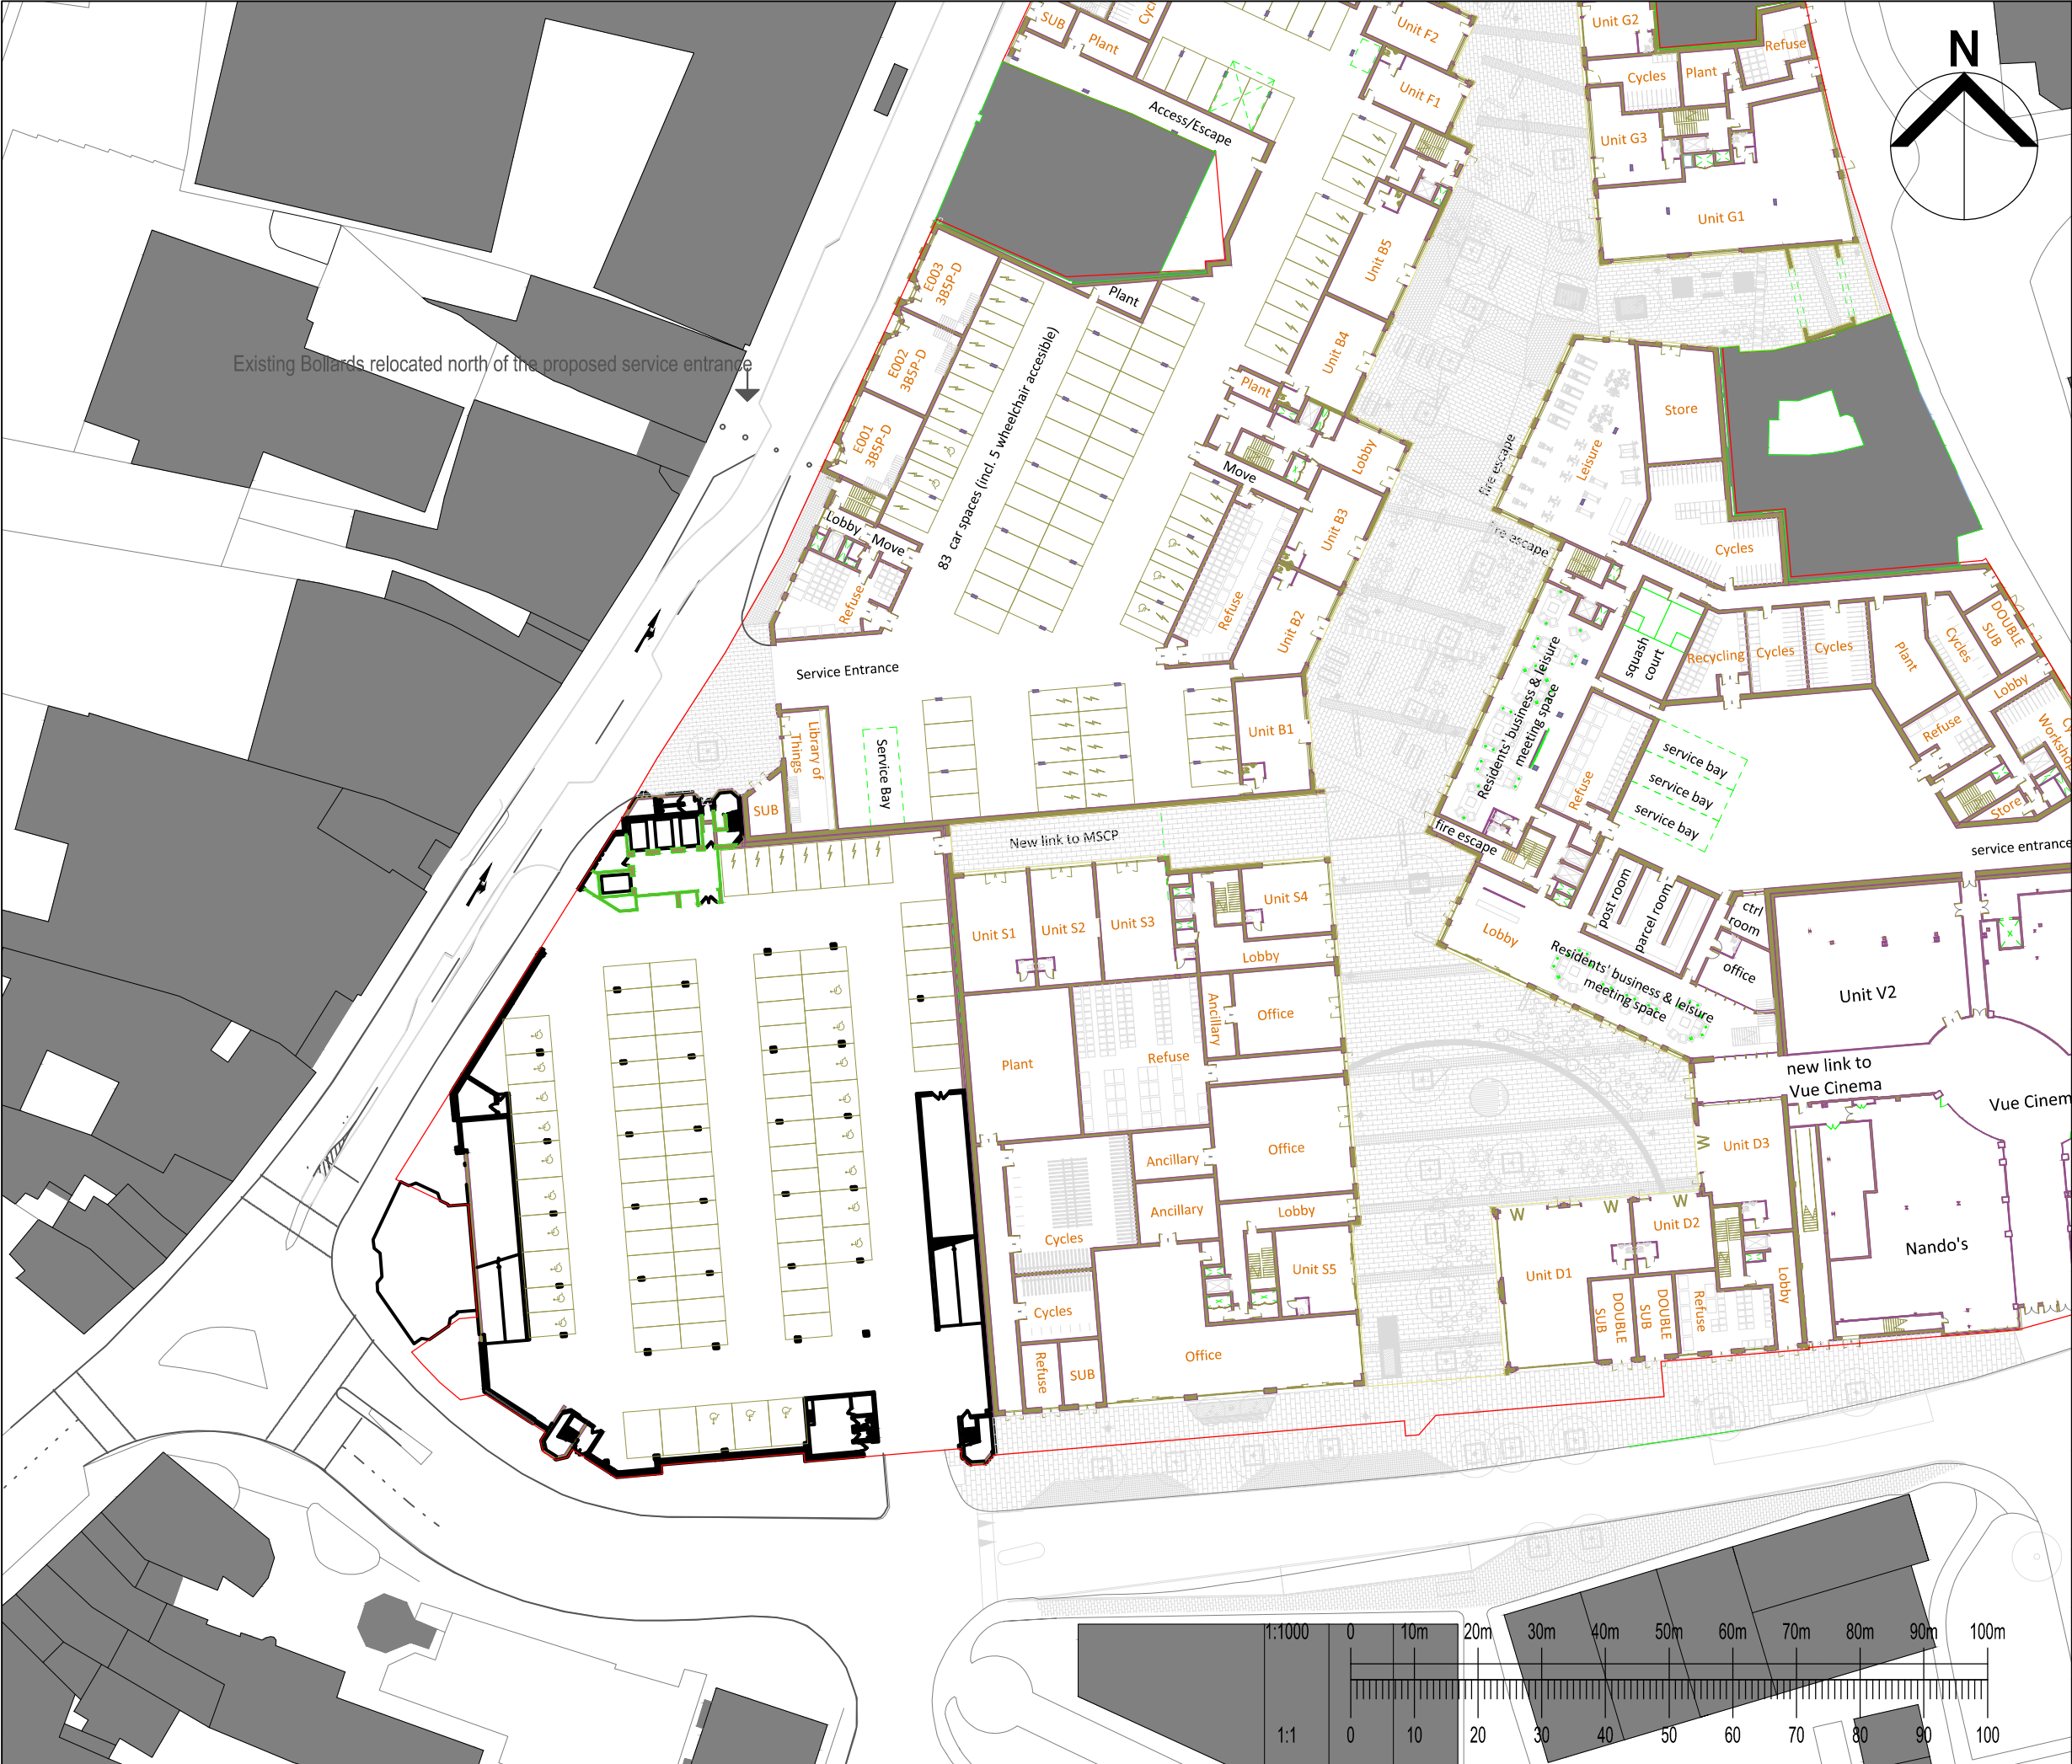 SUB
Plant
Unit F2
Unit G2
Refuse
N
Cycles
Plant
Unit F1
Access/Escape
Unit G3
Unit G1
Unit B5
E003
3B5P-D
Plant
83 car spaces (incl. 5 wheelchair accesible)
Existing Bollards relocated north of the proposed service entrance
E002
3B5P-D
Unit B4
Plant
Store
Leisure
E001
3B5P-D
Lobby
fire escape
Move
Lobby
Move
Unit B3
Cycles
Refuse
Refuse
Unit B2
squash
court
Recycling
Cycles
Cycles
Plant
Cycles
DOUBLE
SUB
Lobby
Service Entrance
Residents' business & leisure
meeting space
Library of
Things
Service Bay
Unit B1
Refuse
service bay
service bay
service bay
Refuse
Store
SUB
New link to MSCP
fire escape
service entrance
Unit S1
Unit S2
Unit S3
Unit S4
Lobby
Lobby
post room
parcel room
ctrl
room
office
Residents' business & leisure
meeting space
Unit V2
Ancillary
Office
Plant
Refuse
new link to
Vue Cinema
Office
Ancillary
Ancillary
Lobby
Cycles
Unit D3
W
W
W
W
Unit D2
Unit D1
Nando's
Unit S5
Cycles
Lobby
DOUBLE
SUB
DOUBLE
SUB
Refuse
Office
Refuse
SUB
1:1000 0 10m 20m 30m 40m 50m 60m 70m 80m 90m 100m
1:1 0 10 20 30 40 50 60 70 80 90 100